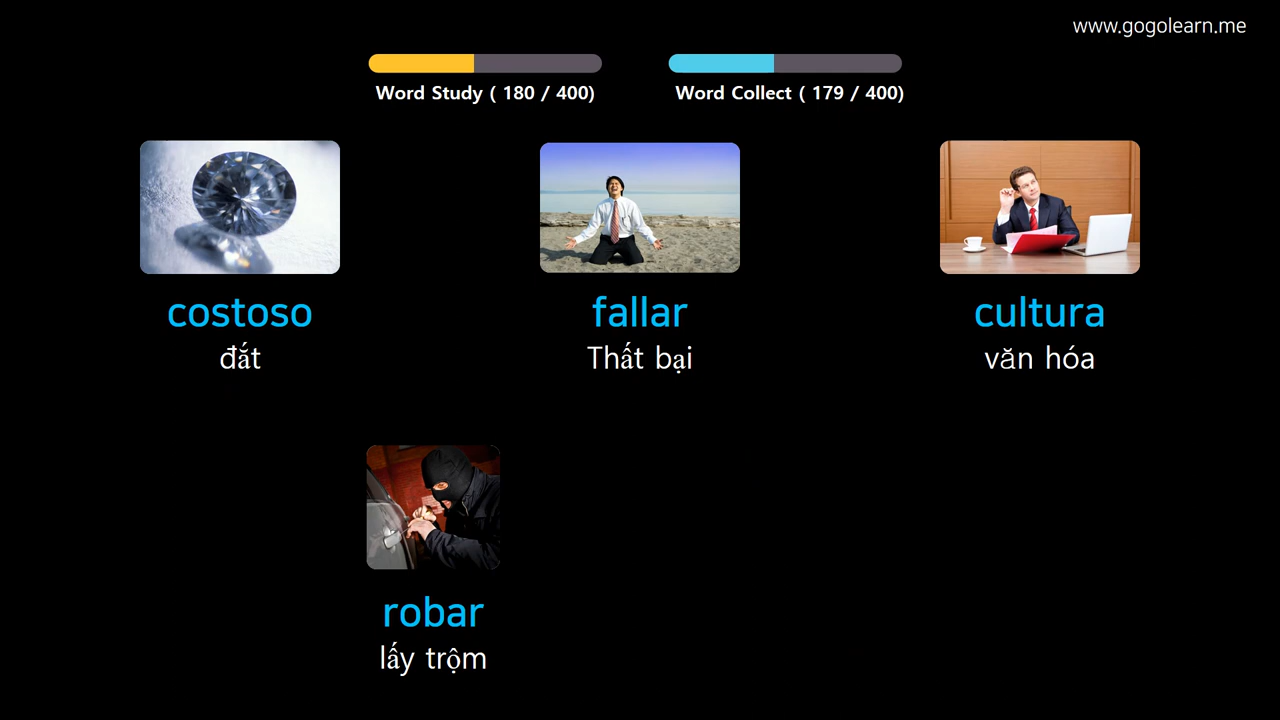 www.gogolearn.me
Word Study ( 180 / 400)
Word Collect ( 179 / 400)
costoso
đắt
fallar
Thất bại
cultura
văn hóa
robar
lấy trộm